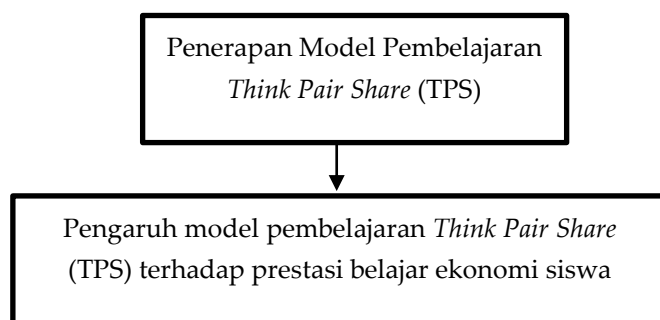 Penerapan Model Pembelajaran
Think Pair Share (TPS)
Pengaruh model pembelajaran Think Pair Share
(TPS) terhadap prestasi belajar ekonomi siswa